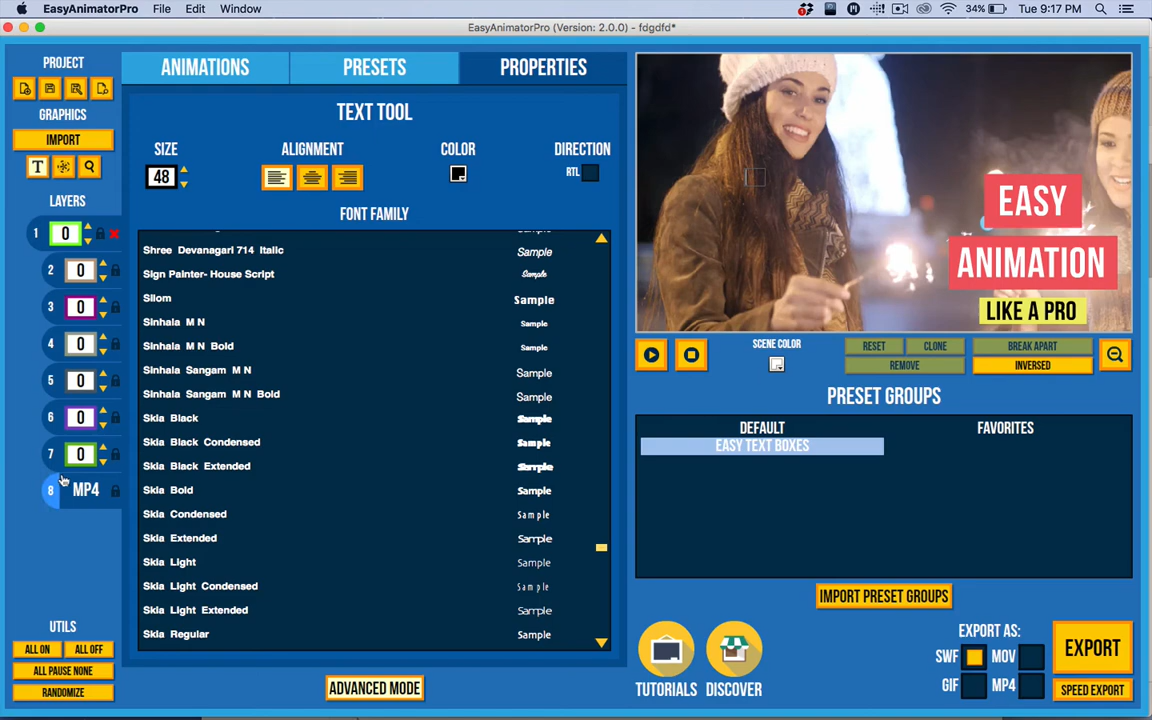 EasyAnimatorPro File Edit Window 34% Tue 9:17 PM
EasyAnimatorPro (Version: 2.0.0) - fdgdfd*
PROJECT
GRAPHICS
IMPORT
T
LAYERS
1 0
2 0
3 0
4 0
5 0
6 0
7 0
8 MP4
UTILS
ALL ON ALL OFF
ALL PAUSE NONE
RANDOMIZE
ANIMATIONS PRESETS PROPERTIES
TEXT TOOL
SIZE ALIGNMENT COLOR DIRECTION
48 RTL
FONT FAMILY
Shree Devanagari 714 Italic Sample
Sign Painter- House Script Sample
Silom Sample
Sinhala M N Sample
Sinhala M N Bold Sample
Sinhala Sangam M N Sample
Sinhala Sangam M N Bold Sample
Skia Black Sample
Skia Black Condensed Sample
Skia Black Extended Sample
Skia Bold Sample
Skia Condensed Sample
Skia Extended Sample
Skia Light Sample
Skia Light Condensed Sample
Skia Light Extended Sample
Skia Regular Sample
ADVANCED MODE
EASY
ANIMATION
LIKE A PRO
SCENE COLOR
RESET CLONE BREAK APART
REMOVE INVERSED
PRESET GROUPS
DEFAULT FAVORITES
EASY TEXT BOXES
IMPORT PRESET GROUPS
TUTORIALS DISCOVER
EXPORT AS:
SWF MOV
GIF MP4
EXPORT
SPEED EXPORT